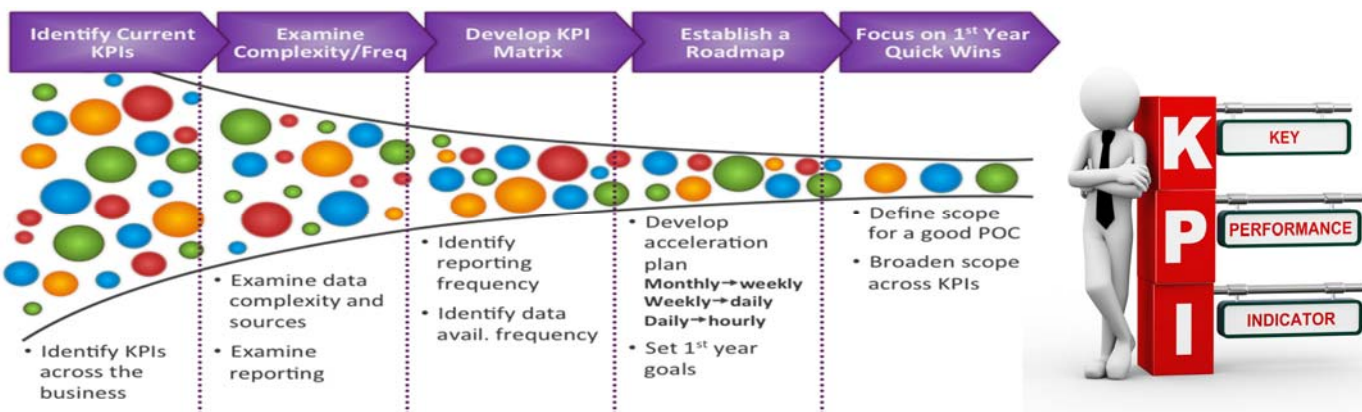 Identify Current
KPIs
Examine
Complexity/Freq
Develop KPI
Matrix
Establish a
Roadmap
Focus on 1st Year
Quick Wins
• Identify KPIs
across the
business
• Examine data
complexity and
sources
• Examine
reporting
• Identify
reporting
frequency
• Identify data
avail. frequency
• Develop
acceleration
plan
Monthly→weekly
Weekly→daily
Daily→hourly
• Set 1st year
goals
• Define scope
for a good POC
• Broaden scope
across KPIs
K
P
I
KEY
PERFORMANCE
INDICATOR